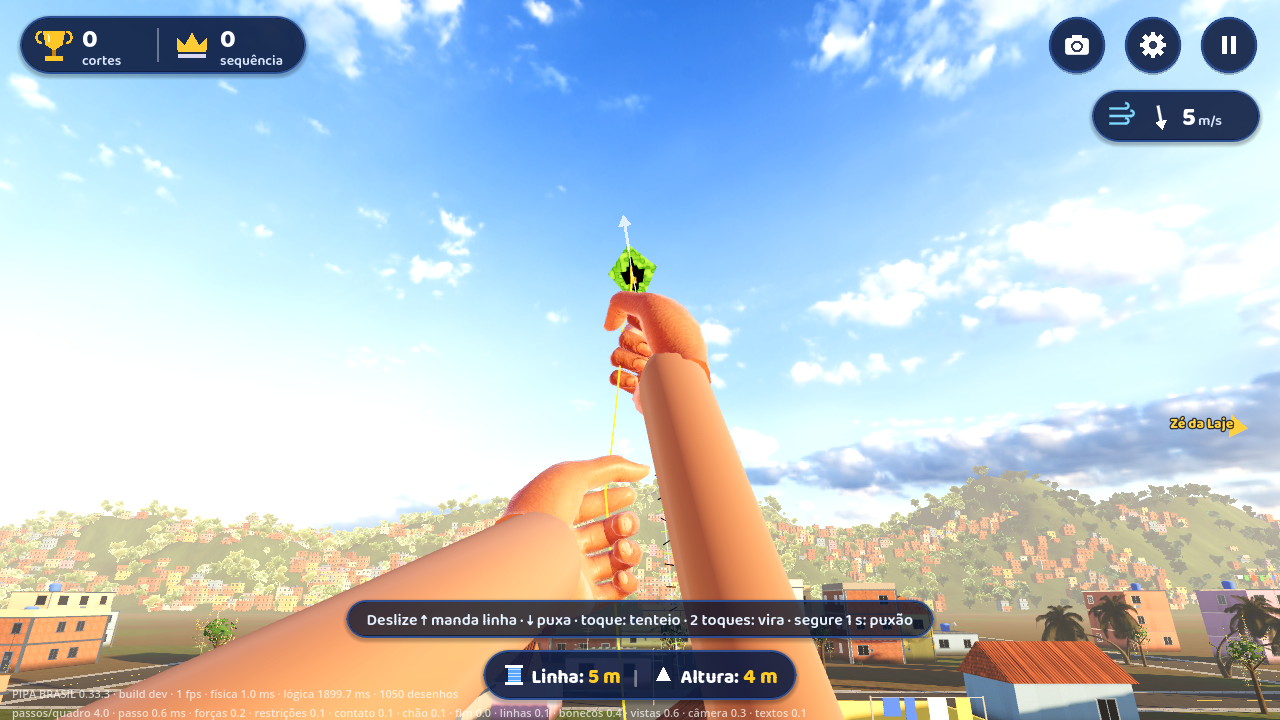 0
cortes
0
sequência
5 m/s
Zé da Laje
Deslize ↑ manda linha · ↓ puxa · toque: tenteio · 2 toques: vira · segure 1 s: puxão
Linha: 5 m | Altura: 4 m
PIPA BRASIL 0.33.3 · build dev · 1 fps · física 1.0 ms · lógica 1899.7 ms · 1050 desenhos
passos/quadro 4.0 · passo 0.6 ms · forças 0.2 · restrições 0.1 · contato 0.1 · chão 0.1 · fim 0.0 · linhas 0.1 · bonecos 0.4 · vistas 0.6 · câmera 0.3 · textos 0.1